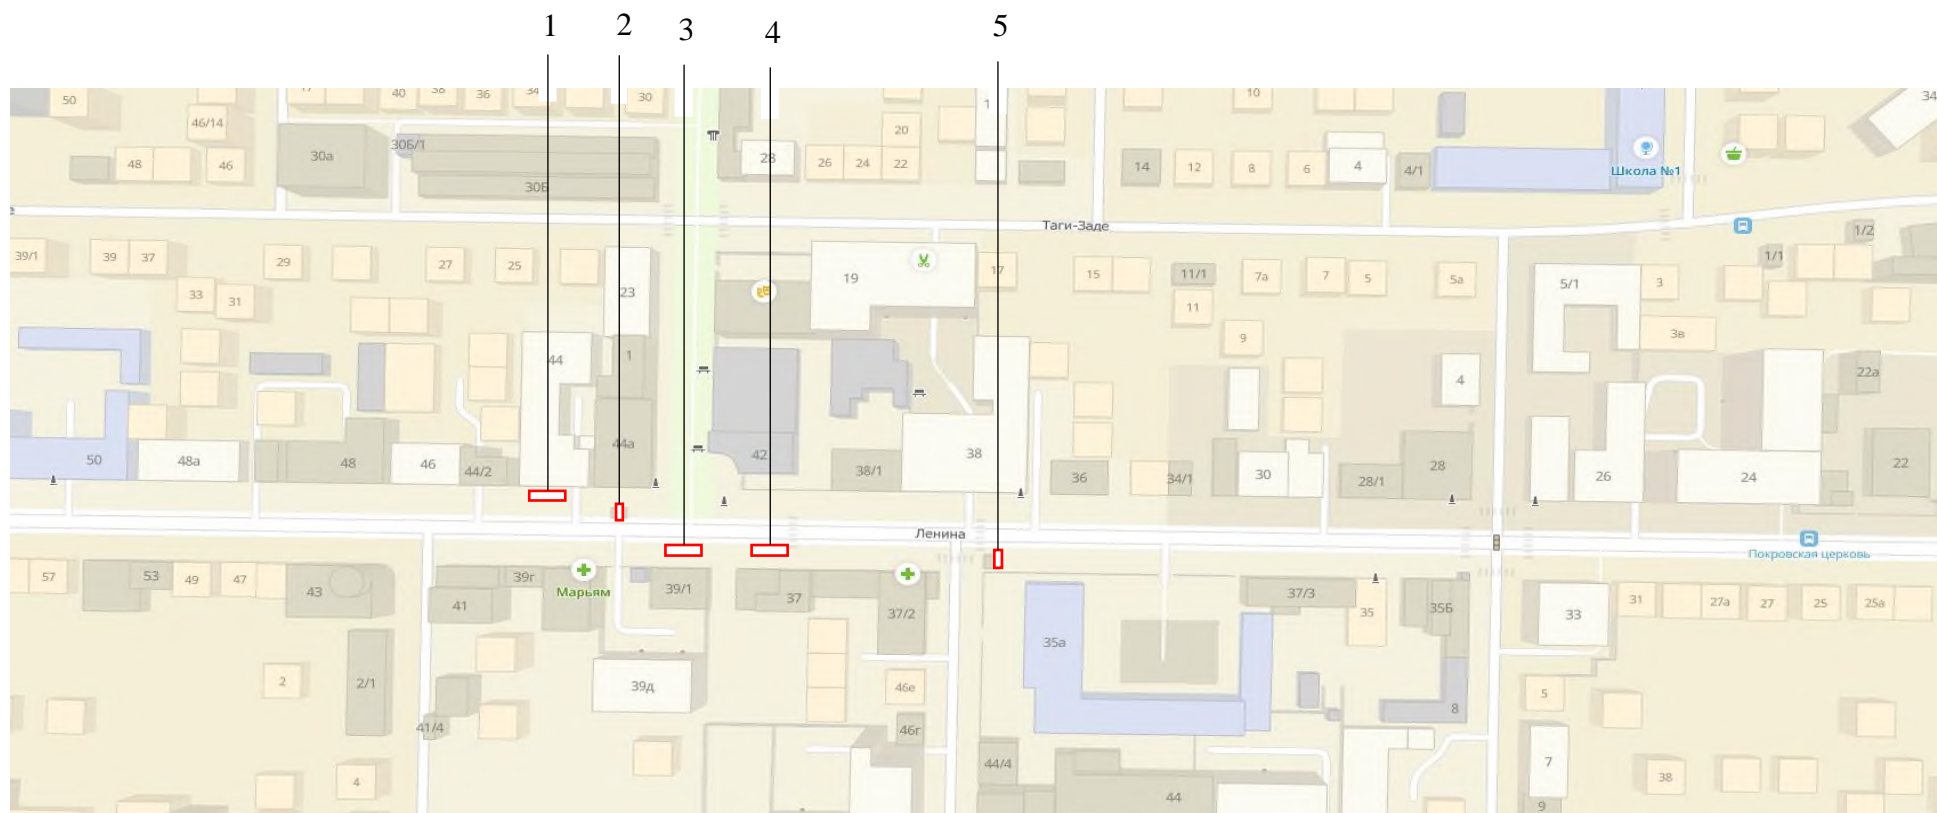 1 2 3 4 5
50 40 38 36 34 30 1 10 34
46/14 30Б/1 20
48 46 30а 30Б 28 26 24 22 14 12 8 6 4 4/1 Школа №1
Таги-Заде
1/2
39/1 39 37 29 27 25 23 19 17 15 11/1 7а 7 5 5а 5/1 3 1/1
33 31 11
9 3в
44 1 4 22а
50 48а 48 46 44/2 44а 42 38/1 38 36 34/1 30 28/1 28 26 24 22
Ленина
Покровская церковь
57 53 49 47 43 39г 41 Марьям 39/1 37 37/2 37/3 35 35Б 33 31 27а 27 25 25а
35а
2 2/1 39д 46е 5
41/4 46г 8
4 44/4 44 7 38
9